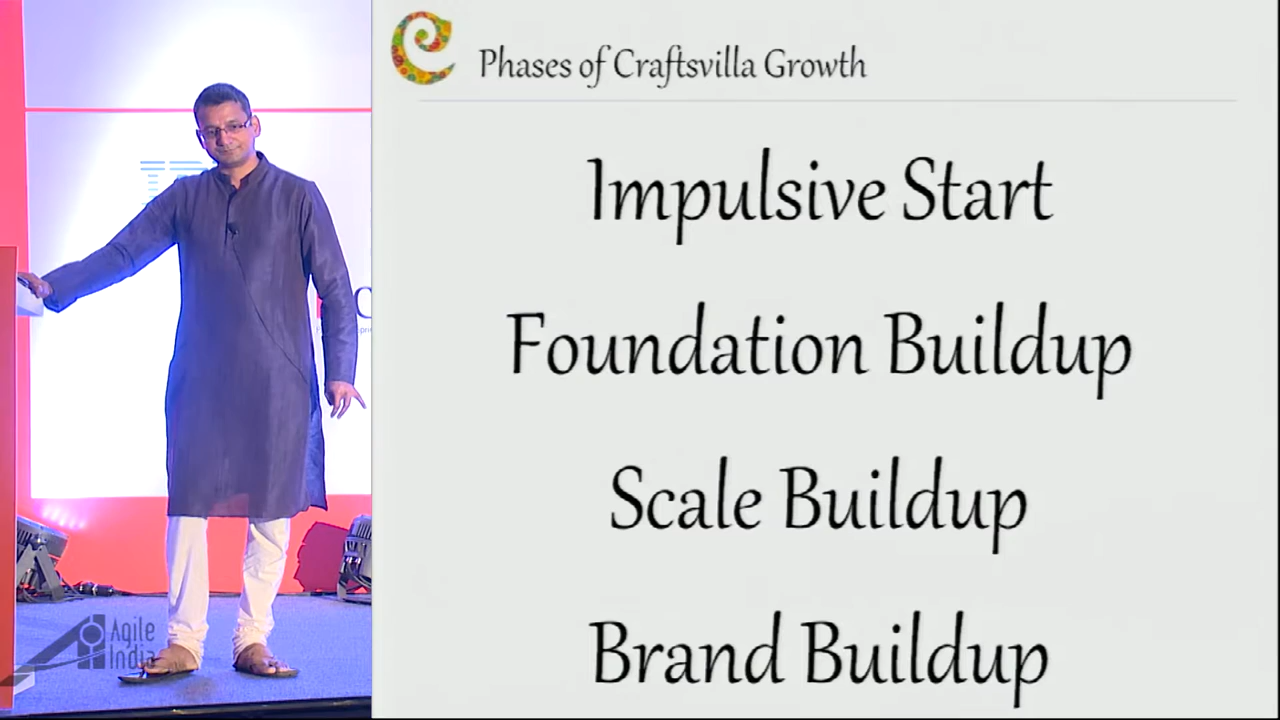 Phases of Craftsvilla Growth
Impulsive Start
Foundation Buildup
Scale Buildup
Brand Buildup
Agile
India